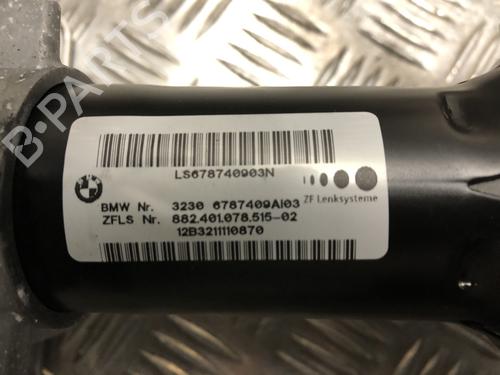 B-PARTS
LS678740903N
BMW Nr. 3230 6787409AI03
ZF Lenksysteme
ZFLS Nr. 882.401.078.515-02
12B3211110870